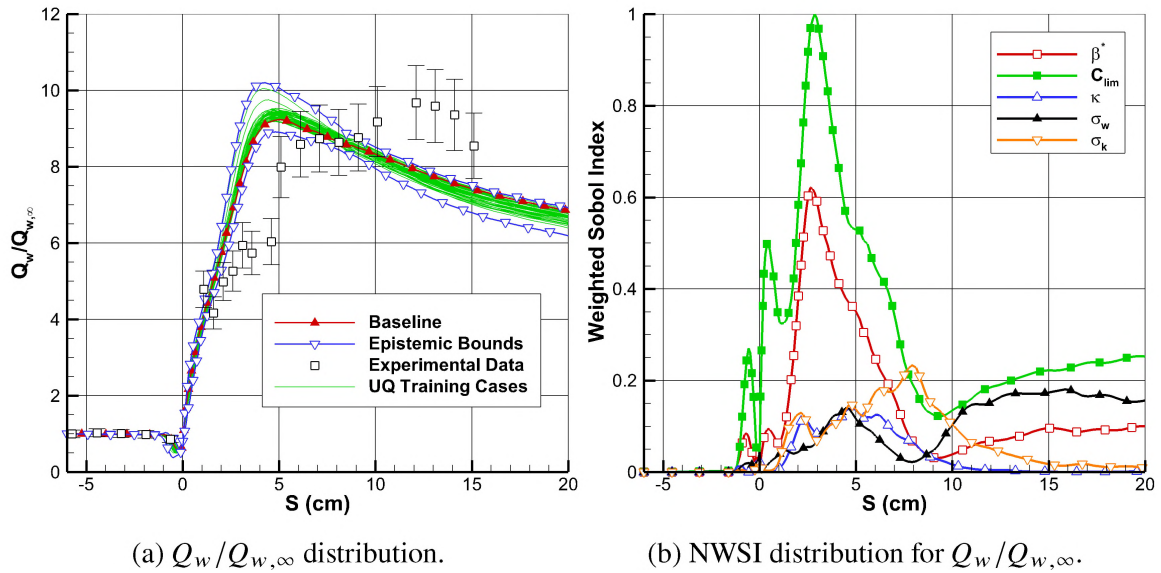 12
10
8
6
4
2
0
Q_w/Q_w,∞
-5
0
5
10
15
20
S (cm)
Baseline
Epistemic Bounds
Experimental Data
UQ Training Cases
1
0.8
0.6
0.4
0.2
0
Weighted Sobol Index
-5
0
5
10
15
20
S (cm)
β*
C_lim
κ
σ_w
σ_k
(a) Q_w/Q_w,∞ distribution.
(b) NWSI distribution for Q_w/Q_w,∞.